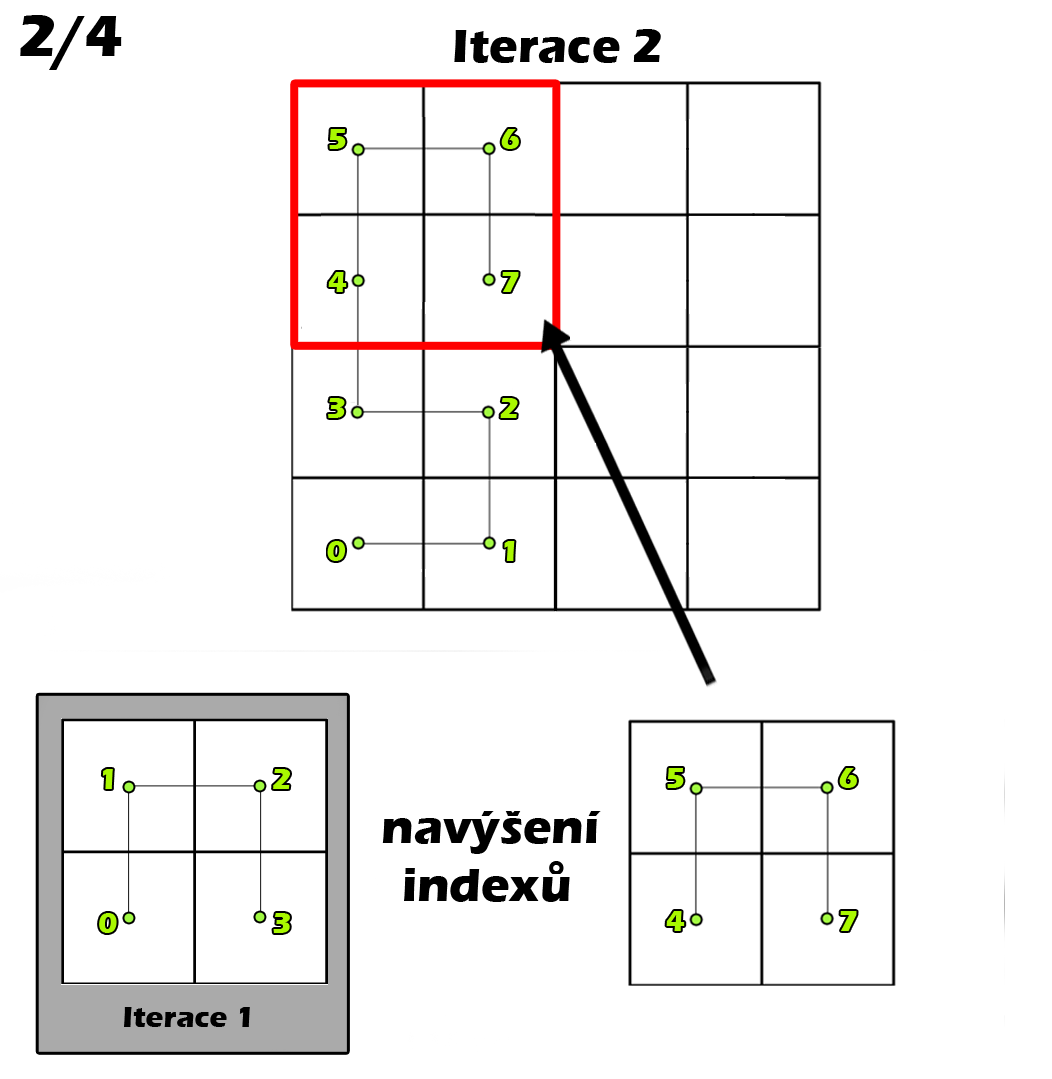 2/4
Iterace 2
5 6
4 7
3 2
0 1
1 2
0 3
Iterace 1
navýšení
indexů
5 6
4 7